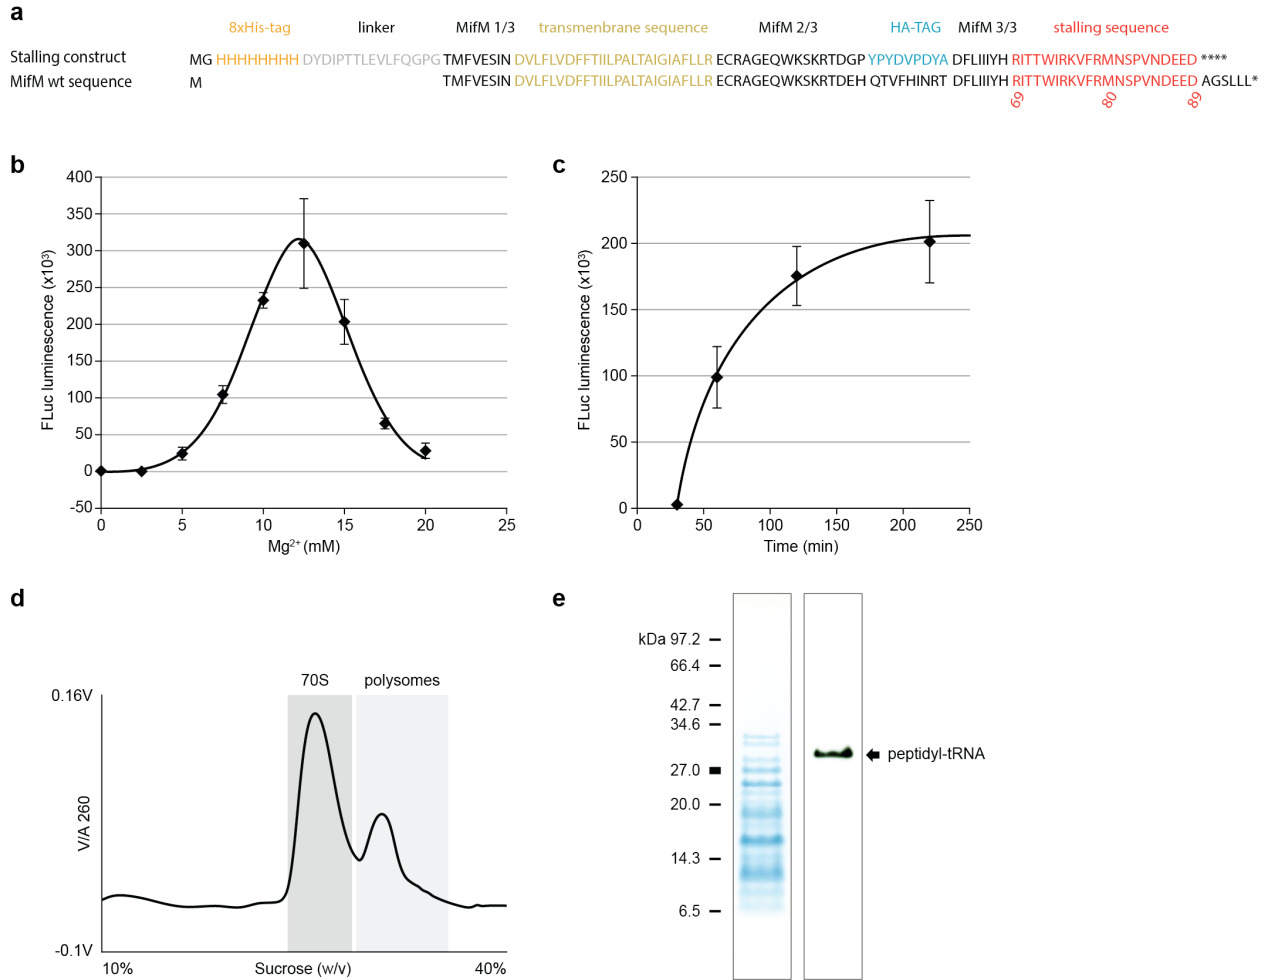 a
8xHis-tag linker MifM 1/3 transmenbrane sequence MifM 2/3 HA-TAG MifM 3/3 stalling sequence
Stalling construct MG HHHHHHHH DYDIPTTLEVLFQGPG TMFVESIN DVLFLVDFFTIILPALTAIGIAFLLR ECRAGEQWKSKRTDGP YPYDVPDYA DFLIIYH RITTWIRKVFRMNSPVNDEED ****
MifM wt sequence M TMFVESIN DVLFLVDFFTIILPALTAIGIAFLLR ECRAGEQWKSKRTDEH QTVFHINRT DFLIIYH RITTWIRKVFRMNSPVNDEED AGSLLL*
69 80 89
b
FLuc luminescence (x10³)
400
350
300
250
200
150
100
50
0
-50
0 5 10 15 20 25
Mg²⁺ (mM)
c
FLuc luminescence (x10³)
250
200
150
100
50
0
0 50 100 150 200 250
Time (min)
d
70S polysomes
0.16V
V/A 260
-0.1V
10% Sucrose (w/v) 40%
e
kDa 97.2
66.4
42.7
34.6
27.0
20.0
14.3
6.5
peptidyl-tRNA